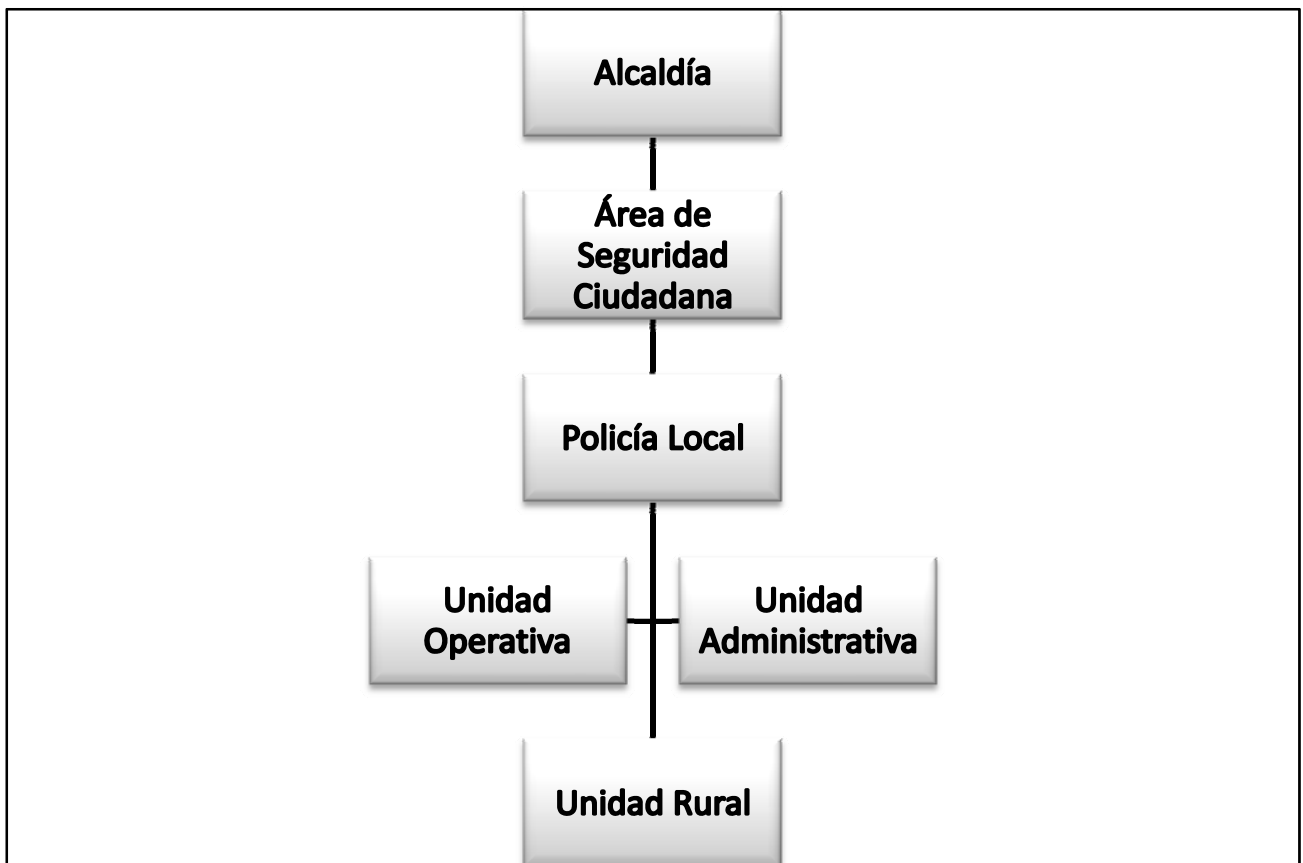 Alcaldía
Área de
Seguridad
Ciudadana
Policía Local
Unidad
Operativa
Unidad
Administrativa
Unidad Rural